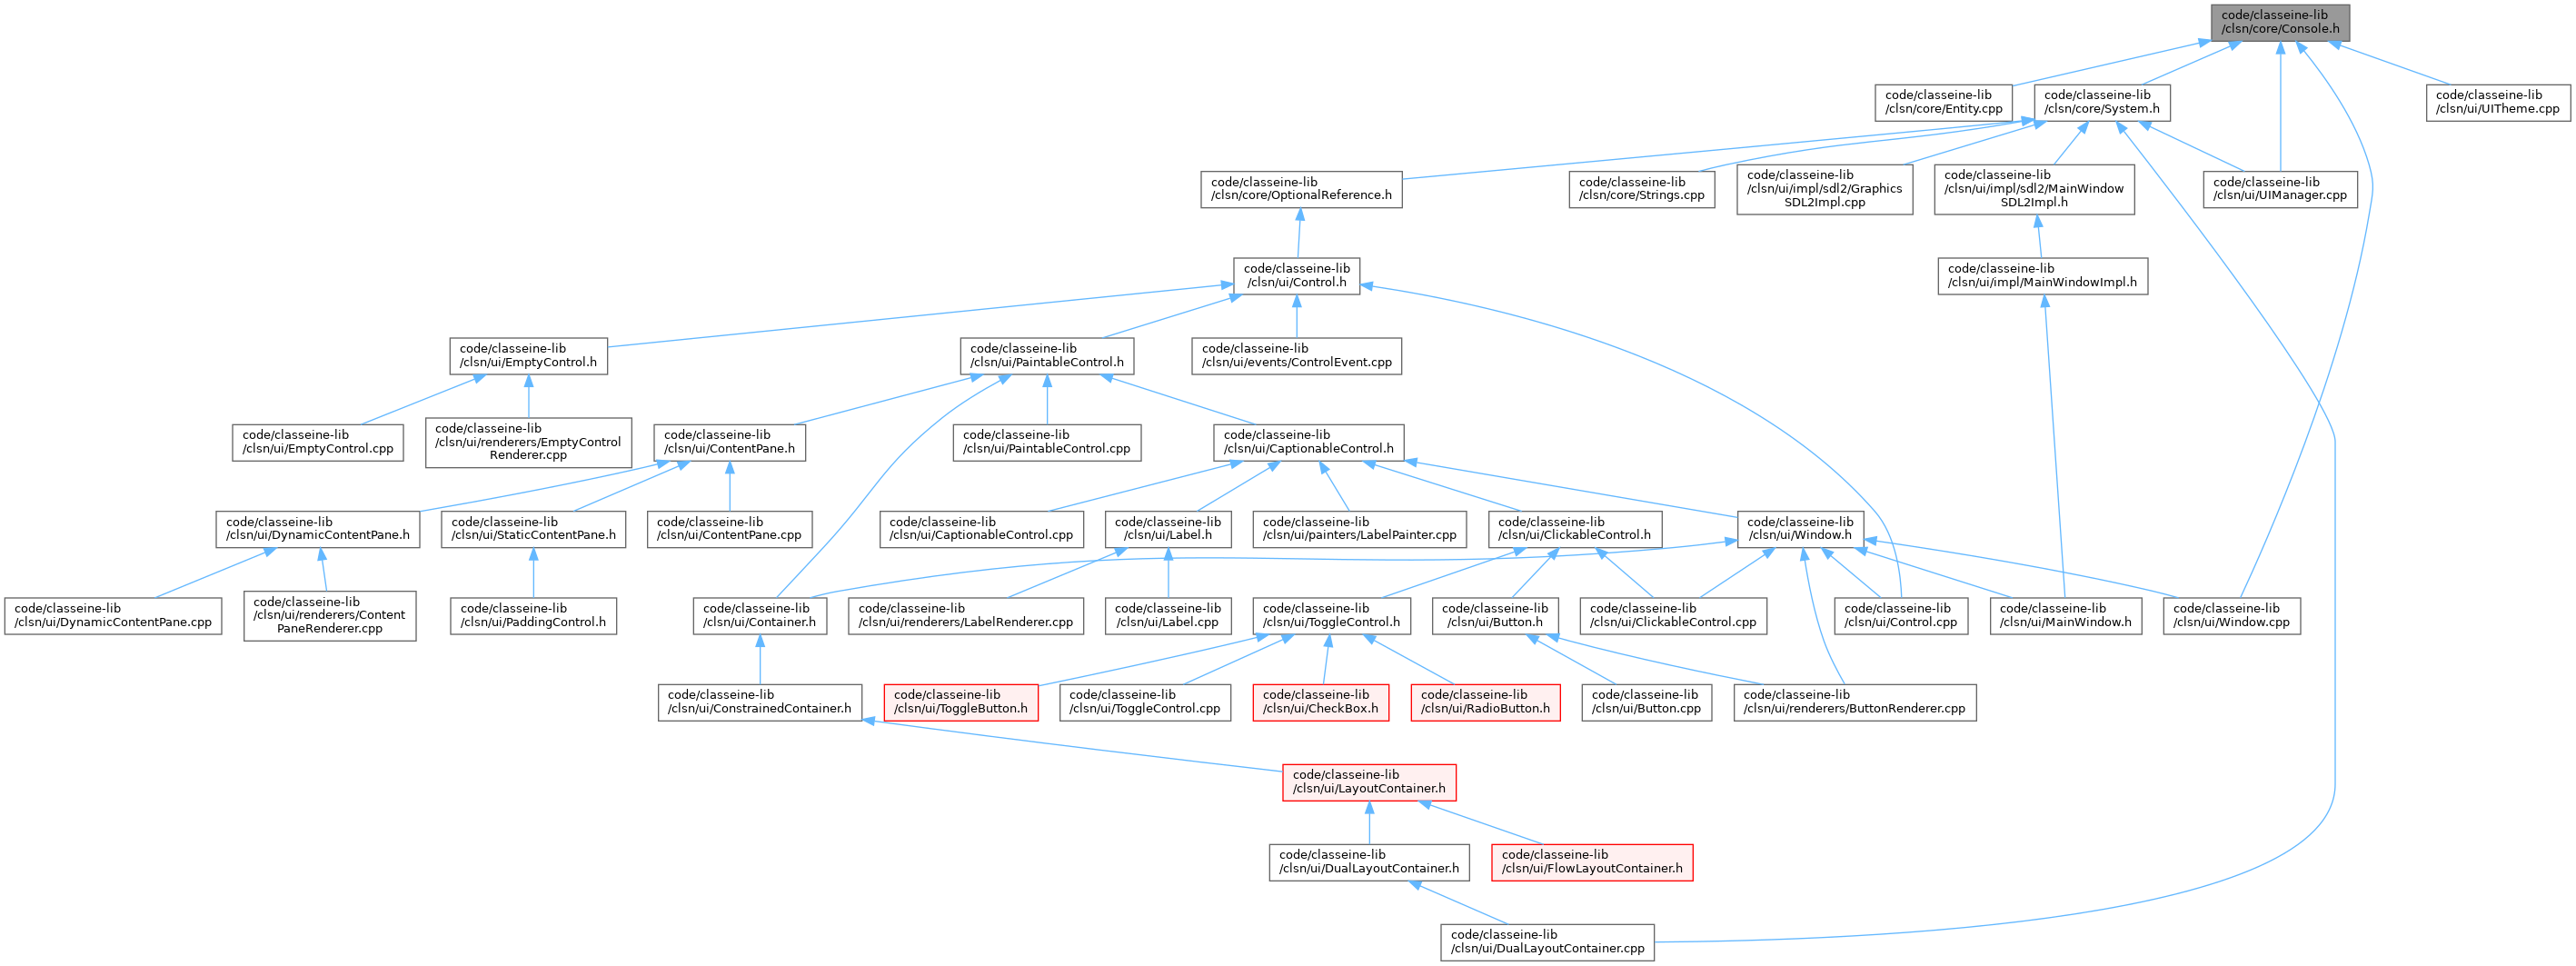 code/classeine-lib
/clsn/core/Console.h
code/classeine-lib
/clsn/core/Entity.cpp
code/classeine-lib
/clsn/core/System.h
code/classeine-lib
/clsn/ui/UITheme.cpp
code/classeine-lib
/clsn/core/OptionalReference.h
code/classeine-lib
/clsn/core/Strings.cpp
code/classeine-lib
/clsn/ui/impl/sdl2/Graphics
SDL2Impl.cpp
code/classeine-lib
/clsn/ui/impl/sdl2/MainWindow
SDL2Impl.h
code/classeine-lib
/clsn/ui/UIManager.cpp
code/classeine-lib
/clsn/ui/Control.h
code/classeine-lib
/clsn/ui/impl/MainWindowImpl.h
code/classeine-lib
/clsn/ui/EmptyControl.h
code/classeine-lib
/clsn/ui/PaintableControl.h
code/classeine-lib
/clsn/ui/events/ControlEvent.cpp
code/classeine-lib
/clsn/ui/EmptyControl.cpp
code/classeine-lib
/clsn/ui/renderers/EmptyControl
Renderer.cpp
code/classeine-lib
/clsn/ui/ContentPane.h
code/classeine-lib
/clsn/ui/PaintableControl.cpp
code/classeine-lib
/clsn/ui/CaptionableControl.h
code/classeine-lib
/clsn/ui/DynamicContentPane.h
code/classeine-lib
/clsn/ui/StaticContentPane.h
code/classeine-lib
/clsn/ui/ContentPane.cpp
code/classeine-lib
/clsn/ui/CaptionableControl.cpp
code/classeine-lib
/clsn/ui/Label.h
code/classeine-lib
/clsn/ui/painters/LabelPainter.cpp
code/classeine-lib
/clsn/ui/ClickableControl.h
code/classeine-lib
/clsn/ui/Window.h
code/classeine-lib
/clsn/ui/DynamicContentPane.cpp
code/classeine-lib
/clsn/ui/renderers/Content
PaneRenderer.cpp
code/classeine-lib
/clsn/ui/PaddingControl.h
code/classeine-lib
/clsn/ui/Container.h
code/classeine-lib
/clsn/ui/renderers/LabelRenderer.cpp
code/classeine-lib
/clsn/ui/Label.cpp
code/classeine-lib
/clsn/ui/ToggleControl.h
code/classeine-lib
/clsn/ui/Button.h
code/classeine-lib
/clsn/ui/ClickableControl.cpp
code/classeine-lib
/clsn/ui/Control.cpp
code/classeine-lib
/clsn/ui/MainWindow.h
code/classeine-lib
/clsn/ui/Window.cpp
code/classeine-lib
/clsn/ui/ConstrainedContainer.h
code/classeine-lib
/clsn/ui/ToggleButton.h
code/classeine-lib
/clsn/ui/ToggleControl.cpp
code/classeine-lib
/clsn/ui/CheckBox.h
code/classeine-lib
/clsn/ui/RadioButton.h
code/classeine-lib
/clsn/ui/Button.cpp
code/classeine-lib
/clsn/ui/renderers/ButtonRenderer.cpp
code/classeine-lib
/clsn/ui/LayoutContainer.h
code/classeine-lib
/clsn/ui/DualLayoutContainer.h
code/classeine-lib
/clsn/ui/FlowLayoutContainer.h
code/classeine-lib
/clsn/ui/DualLayoutContainer.cpp